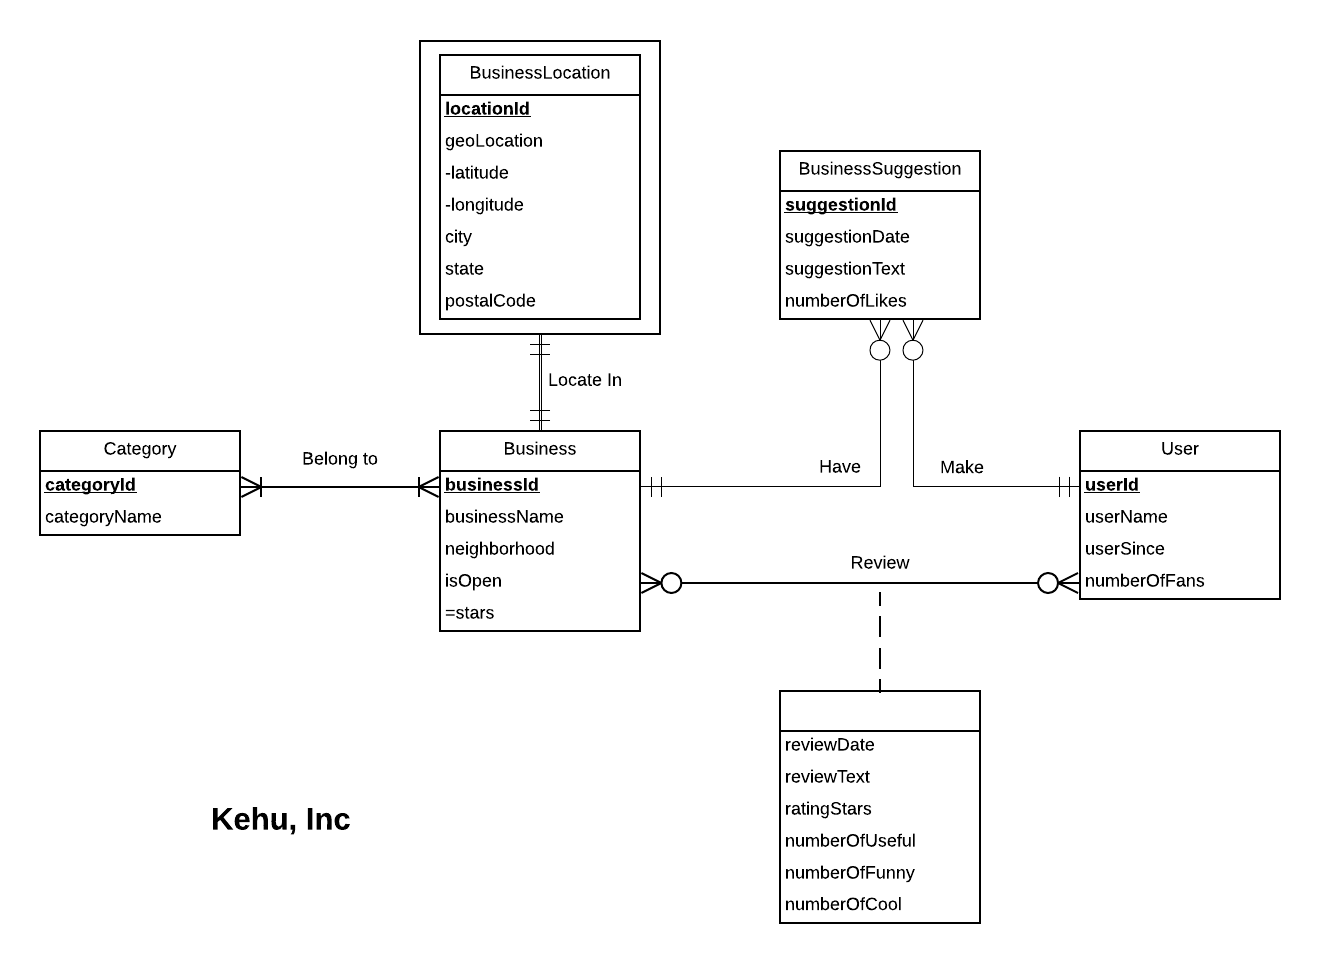 BusinessLocation
locationId
geoLocation
-latitude
-longitude
city
state
postalCode
BusinessSuggestion
suggestionId
suggestionDate
suggestionText
numberOfLikes
Locate In
Category
categoryId
categoryName
Belong to
Business
businessId
businessName
neighborhood
isOpen
=stars
Have
Make
User
userId
userName
userSince
numberOfFans
Review
reviewDate
reviewText
ratingStars
numberOfUseful
numberOfFunny
numberOfCool
Kehu, Inc